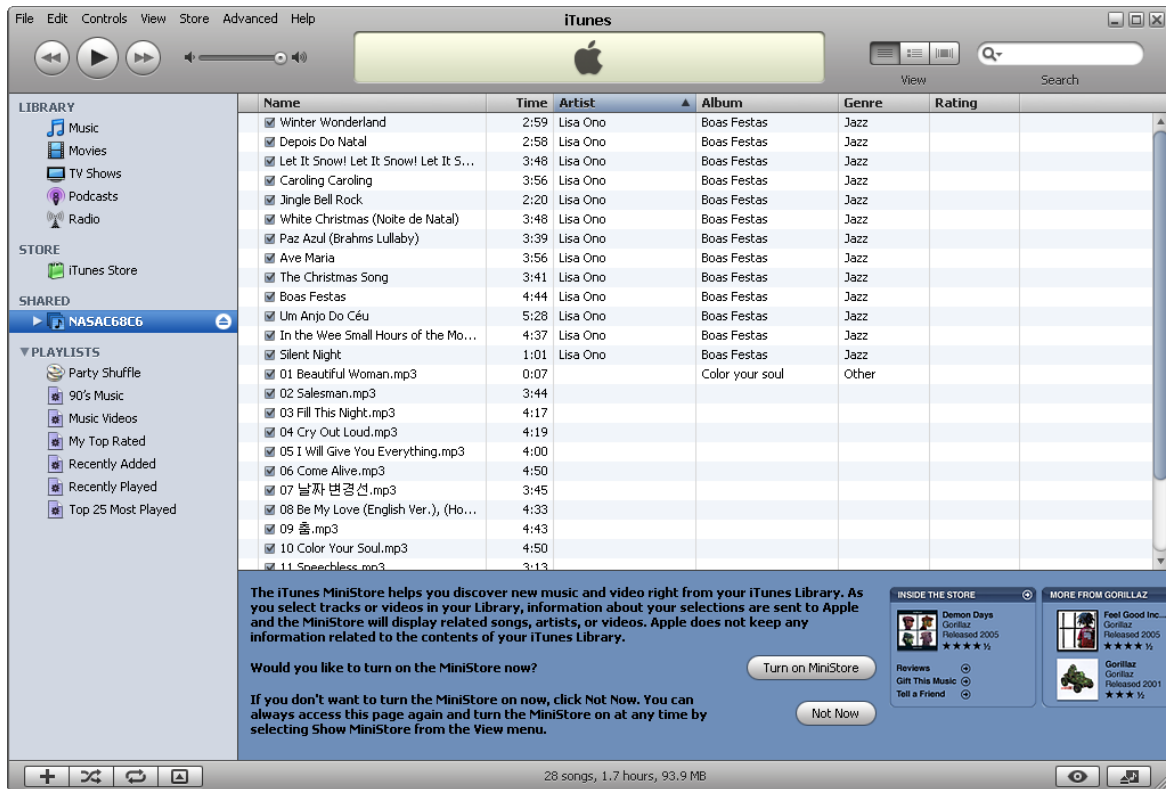 File Edit Controls View Store Advanced Help
iTunes
View
Search
LIBRARY
Music
Movies
TV Shows
Podcasts
Radio
STORE
iTunes Store
SHARED
NASAC68C6
PLAYLISTS
Party Shuffle
90's Music
Music Videos
My Top Rated
Recently Added
Recently Played
Top 25 Most Played
Name Time Artist Album Genre Rating
Winter Wonderland 2:59 Lisa Ono Boas Festas Jazz
Depois Do Natal 2:58 Lisa Ono Boas Festas Jazz
Let It Snow! Let It Snow! Let It S... 3:48 Lisa Ono Boas Festas Jazz
Caroling Caroling 3:56 Lisa Ono Boas Festas Jazz
Jingle Bell Rock 2:20 Lisa Ono Boas Festas Jazz
White Christmas (Noite de Natal) 3:48 Lisa Ono Boas Festas Jazz
Paz Azul (Brahms Lullaby) 3:39 Lisa Ono Boas Festas Jazz
Ave Maria 3:56 Lisa Ono Boas Festas Jazz
The Christmas Song 3:41 Lisa Ono Boas Festas Jazz
Boas Festas 4:44 Lisa Ono Boas Festas Jazz
Um Anjo Do Céu 5:28 Lisa Ono Boas Festas Jazz
In the Wee Small Hours of the Mo... 4:37 Lisa Ono Boas Festas Jazz
Silent Night 1:01 Lisa Ono Boas Festas Jazz
01 Beautiful Woman.mp3 0:07 Color your soul Other
02 Salesman.mp3 3:44
03 Fill This Night.mp3 4:17
04 Cry Out Loud.mp3 4:19
05 I Will Give You Everything.mp3 4:00
06 Come Alive.mp3 4:50
07 날짜 변경선.mp3 3:45
08 Be My Love (English Ver.), (Ho... 4:33
09 춤.mp3 4:43
10 Color Your Soul.mp3 4:50
11 Speechless.mp3 3:13
The iTunes MiniStore helps you discover new music and video right from your iTunes Library. As
you select tracks or videos in your Library, information about your selections are sent to Apple
and the MiniStore will display related songs, artists, or videos. Apple does not keep any
information related to the contents of your iTunes Library.
Would you like to turn on the MiniStore now?
Turn on MiniStore
If you don't want to turn the MiniStore on now, click Not Now. You can
always access this page again and turn the MiniStore on at any time by
selecting Show MiniStore from the View menu.
Not Now
INSIDE THE STORE
Demon Days
Gorillaz
Released 2005
Reviews
Gift This Music
Tell a Friend
MORE FROM GORILLAZ
Feel Good Inc...
Gorillaz
Released 2005
Gorillaz
Gorillaz
Released 2001
28 songs, 1.7 hours, 93.9 MB